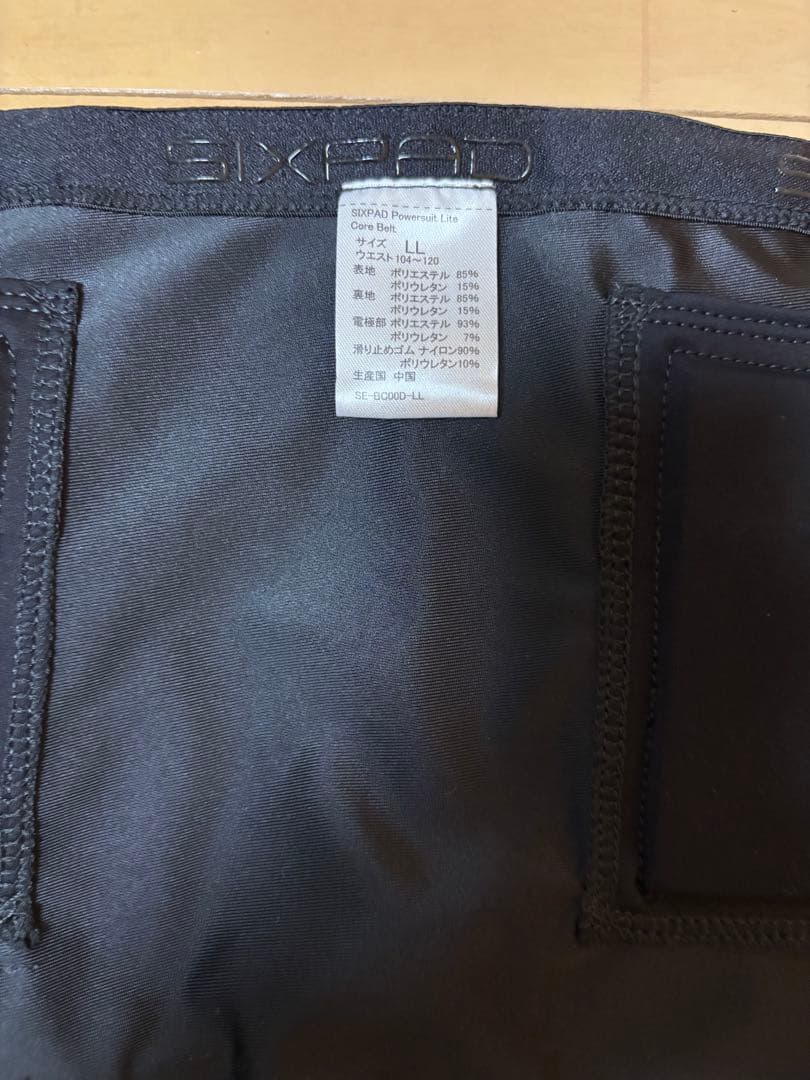 SIXPAD
SIXPAD Powersuit Lite
Core Belt
サイズ LL
ウエスト104～120
表地 ポリエステル 85%
ポリウレタン 15%
裏地 ポリエステル 85%
ポリウレタン 15%
電極部 ポリエステル 93%
ポリウレタン 7%
滑り止めゴム ナイロン90%
ポリウレタン10%
生産国 中国
SE-BC00D-LL